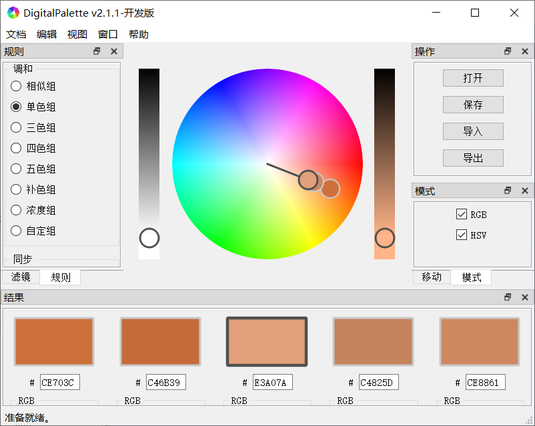 DigitalPalette v2.1.1-开发版
文档 编辑 视图 窗口 帮助
规则
调和
相似组
单色组
三色组
四色组
五色组
补色组
浓度组
自定组
同步
滤镜 规则
操作
打开
保存
导入
导出
模式
RGB
HSV
移动 模式
结果
# CE703C # C46B39 # E3A07A # C4825D # CE8861
RGB RGB RGB RGB RGB
准备就绪。